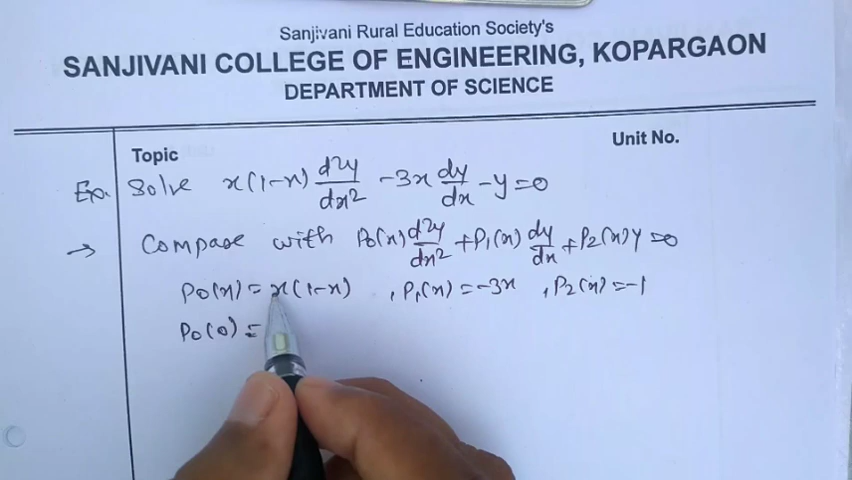 Sanjivani Rural Education Society's
SANJIVANI COLLEGE OF ENGINEERING, KOPARGAON
DEPARTMENT OF SCIENCE
Topic
Unit No.
Ex. Solve x(1-x) d²y/dx² - 3x dy/dx - y = 0
→ Compare with P₀(x) d²y/dx² + P₁(x) dy/dx + P₂(x) y = 0
P₀(x) = x(1-x) , P₁(x) = -3x , P₂(x) = -1
P₀(0) =